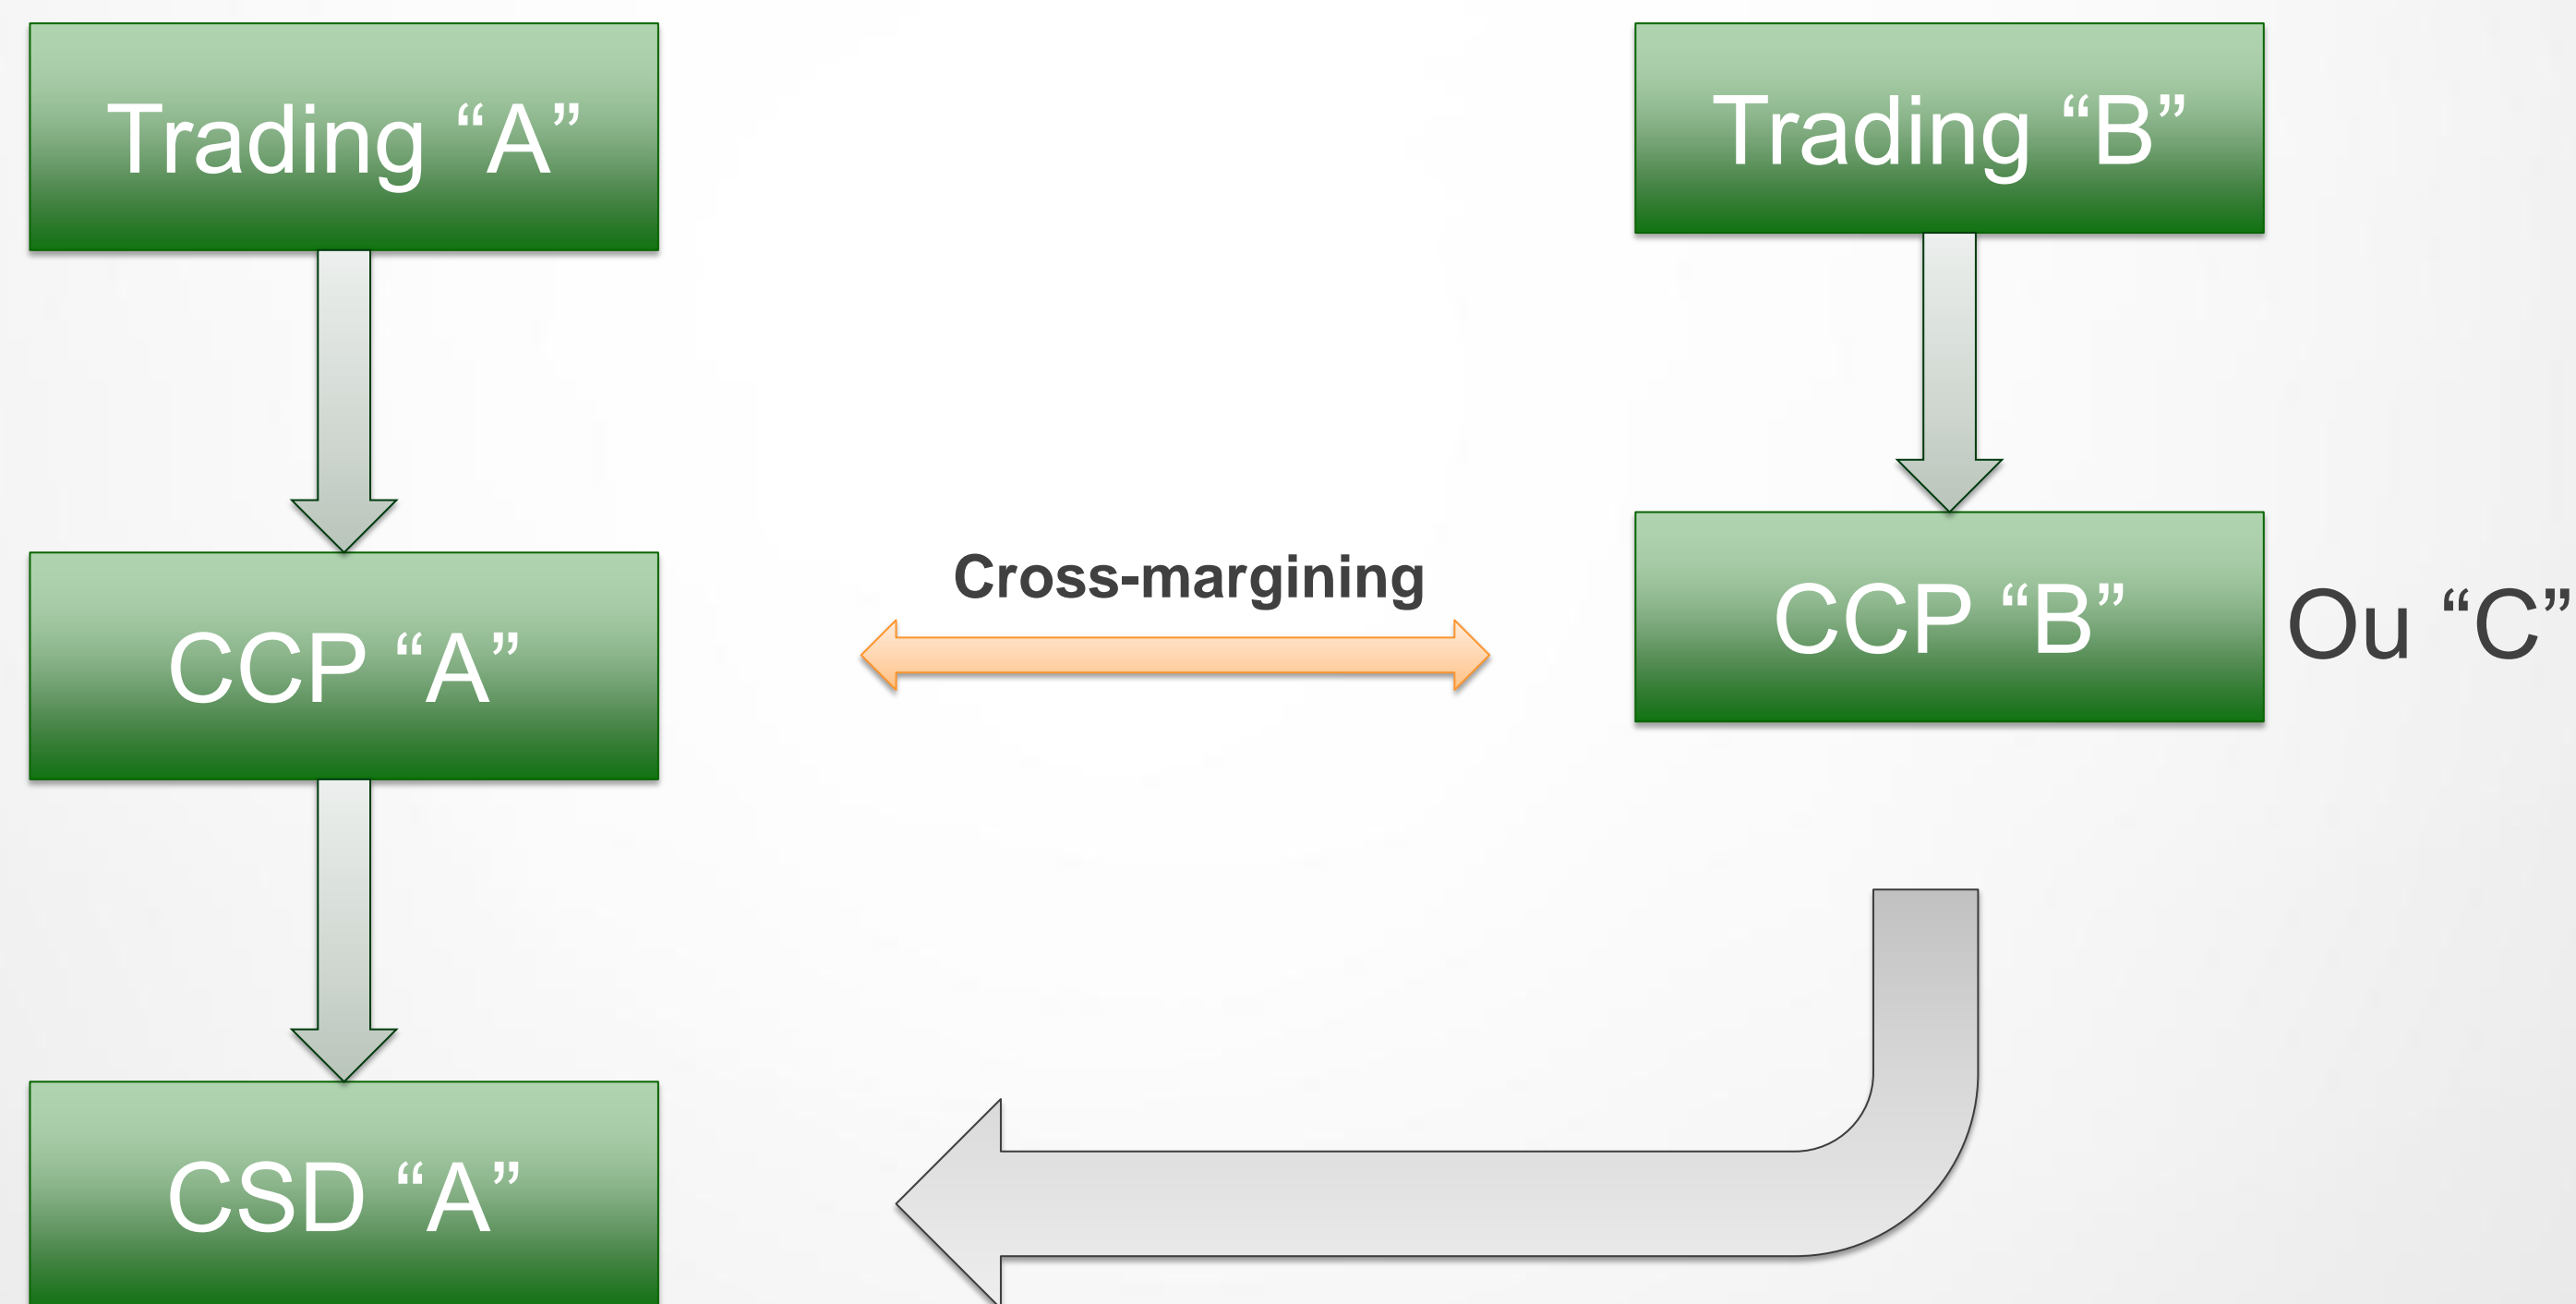 Trading “A”
Trading “B”
Cross-margining
CCP “A”
CCP “B”
Ou “C”
CSD “A”